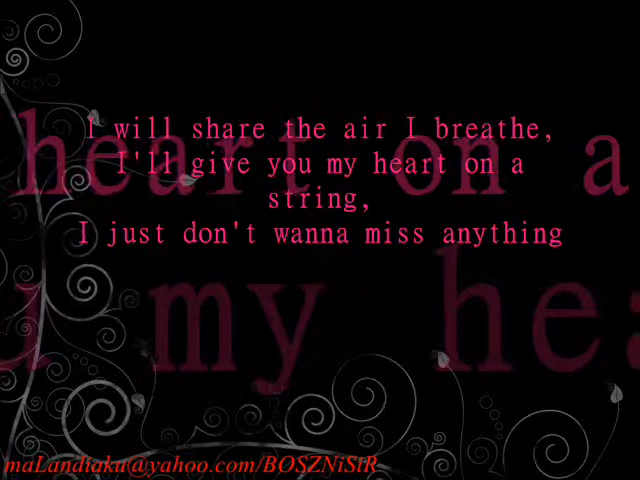 I will share the air I breathe,
I'll give you my heart on a
string,
I just don't wanna miss anything
heart on a
u my hea
maLandiaku@yahoo.com/BOSZNiSiR